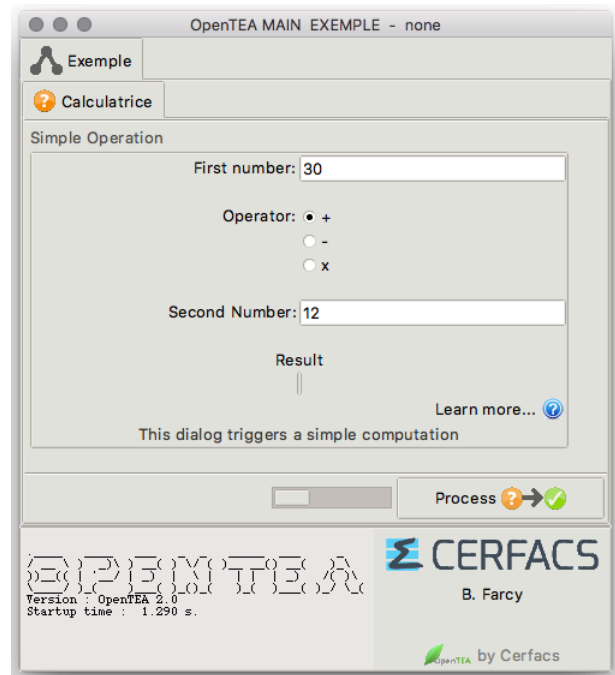 OpenTEA MAIN EXEMPLE - none
Exemple
Calculatrice
Simple Operation
First number: 30
Operator: +
-
x
Second Number: 12
Result
Learn more...
This dialog triggers a simple computation
Process
OPENTEA
Version : OpenTEA 2.0
Startup time : 1.290 s.
CERFACS
B. Farcy
OpenTEA by Cerfacs